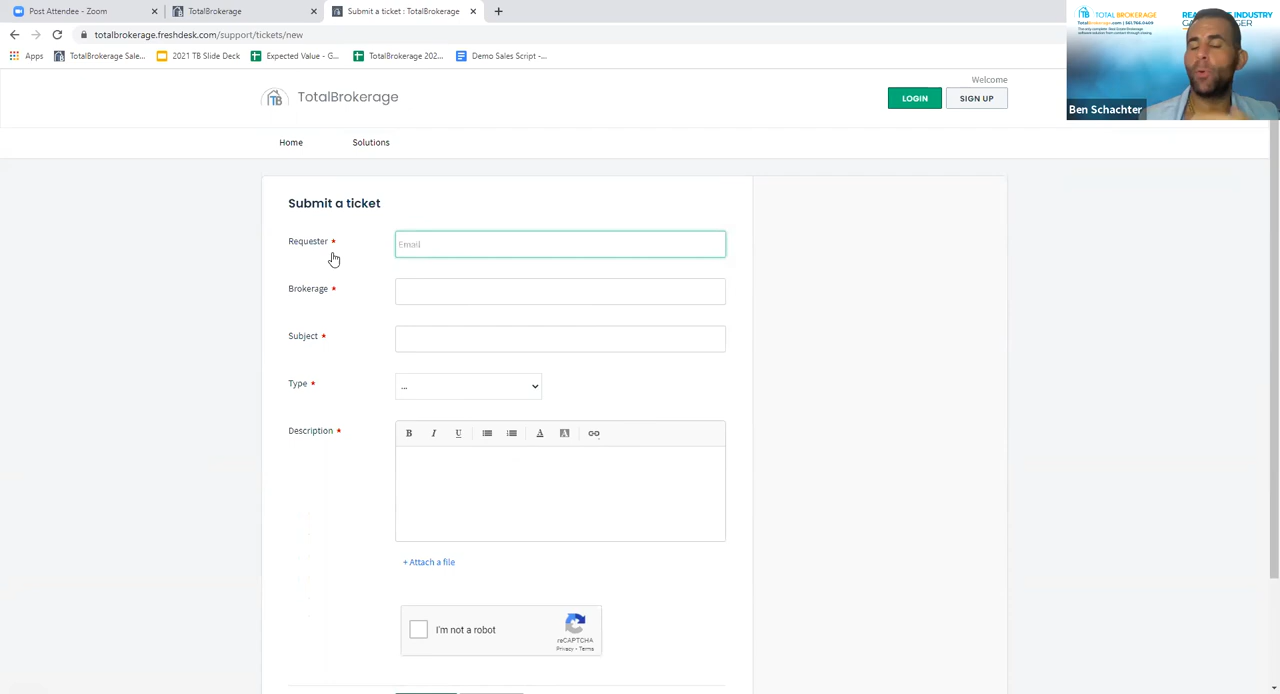 Post Attendee - Zoom
TotalBrokerage
Submit a ticket : TotalBrokerage
totalbrokerage.freshdesk.com/support/tickets/new
Apps
TotalBrokerage Sale...
2021 TB Slide Deck
Expected Value - G...
TotalBrokerage 202...
Demo Sales Script -...
TOTAL BROKERAGE
Ben Schachter
TotalBrokerage
Welcome
LOGIN
SIGN UP
Home
Solutions
Submit a ticket
Requester *
Email
Brokerage *
Subject *
Type *
...
Description *
B I U A A
+ Attach a file
I'm not a robot
reCAPTCHA
Privacy - Terms